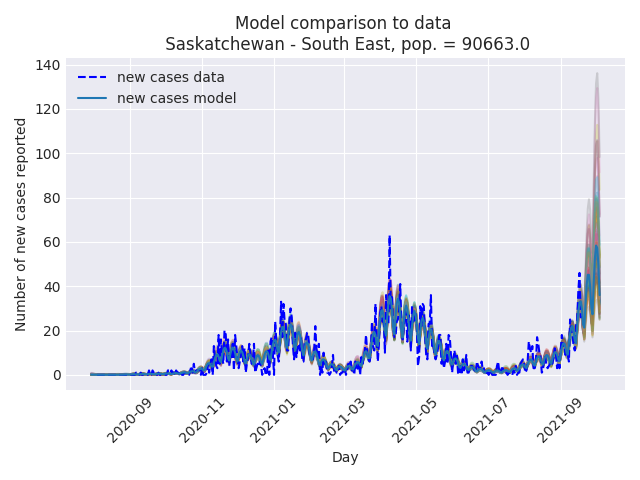 Model comparison to data
Saskatchewan - South East, pop. = 90663.0
new cases data
new cases model
Number of new cases reported
140
120
100
80
60
40
20
0
2020-09
2020-11
2021-01
2021-03
2021-05
2021-07
2021-09
Day